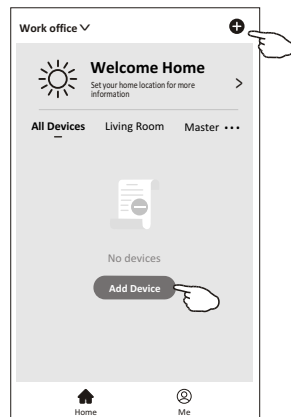 Work office
Welcome Home
Set your home location for more
information
All Devices Living Room Master
No devices
Add Device
Home Me